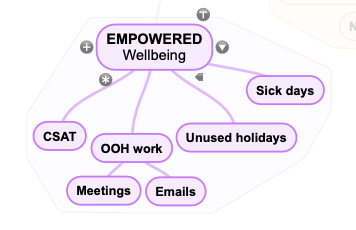 EMPOWERED
Wellbeing
Sick days
CSAT
OOH work
Unused holidays
Meetings
Emails